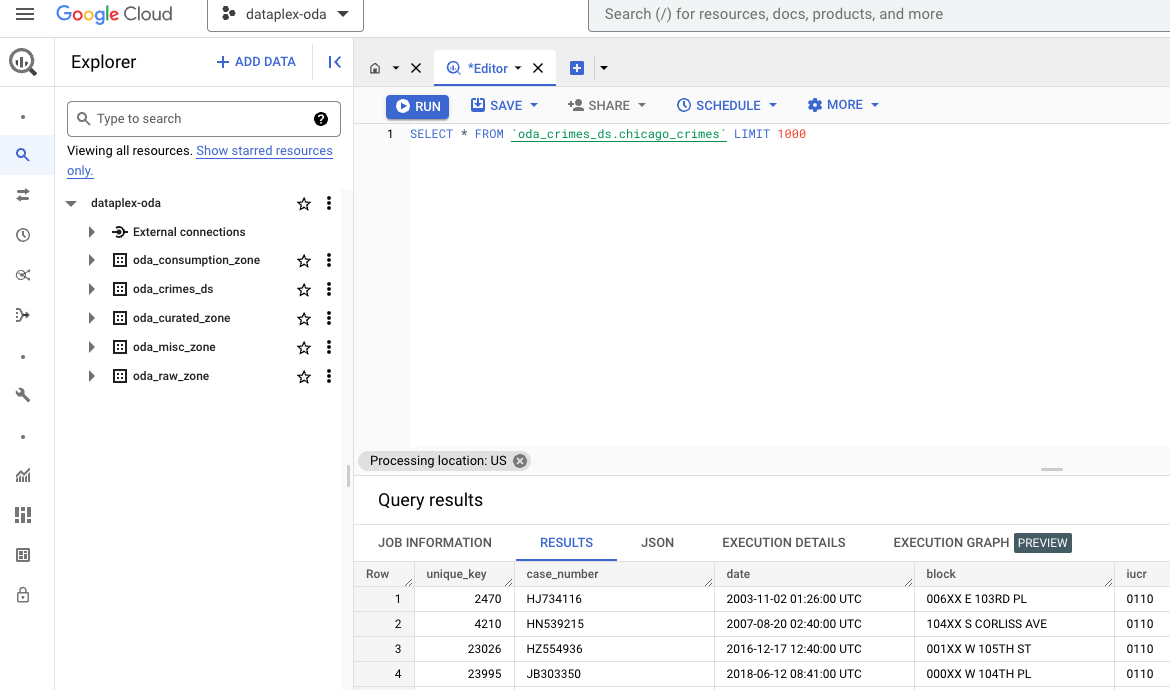 Google Cloud
dataplex-oda
Search (/) for resources, docs, products, and more
Explorer
+ ADD DATA
*Editor
Type to search
Viewing all resources. Show starred resources
only.
dataplex-oda
External connections
oda_consumption_zone
oda_crimes_ds
oda_curated_zone
oda_misc_zone
oda_raw_zone
RUN SAVE SHARE SCHEDULE MORE
1 SELECT * FROM `oda_crimes_ds.chicago_crimes` LIMIT 1000
Processing location: US
Query results
JOB INFORMATION RESULTS JSON EXECUTION DETAILS EXECUTION GRAPH PREVIEW
Row unique_key case_number date block iucr
1 2470 HJ734116 2003-11-02 01:26:00 UTC 006XX E 103RD PL 0110
2 4210 HN539215 2007-08-20 02:40:00 UTC 104XX S CORLISS AVE 0110
3 23026 HZ554936 2016-12-17 12:40:00 UTC 001XX W 105TH ST 0110
4 23995 JB303350 2018-06-12 08:41:00 UTC 000XX W 104TH PL 0110